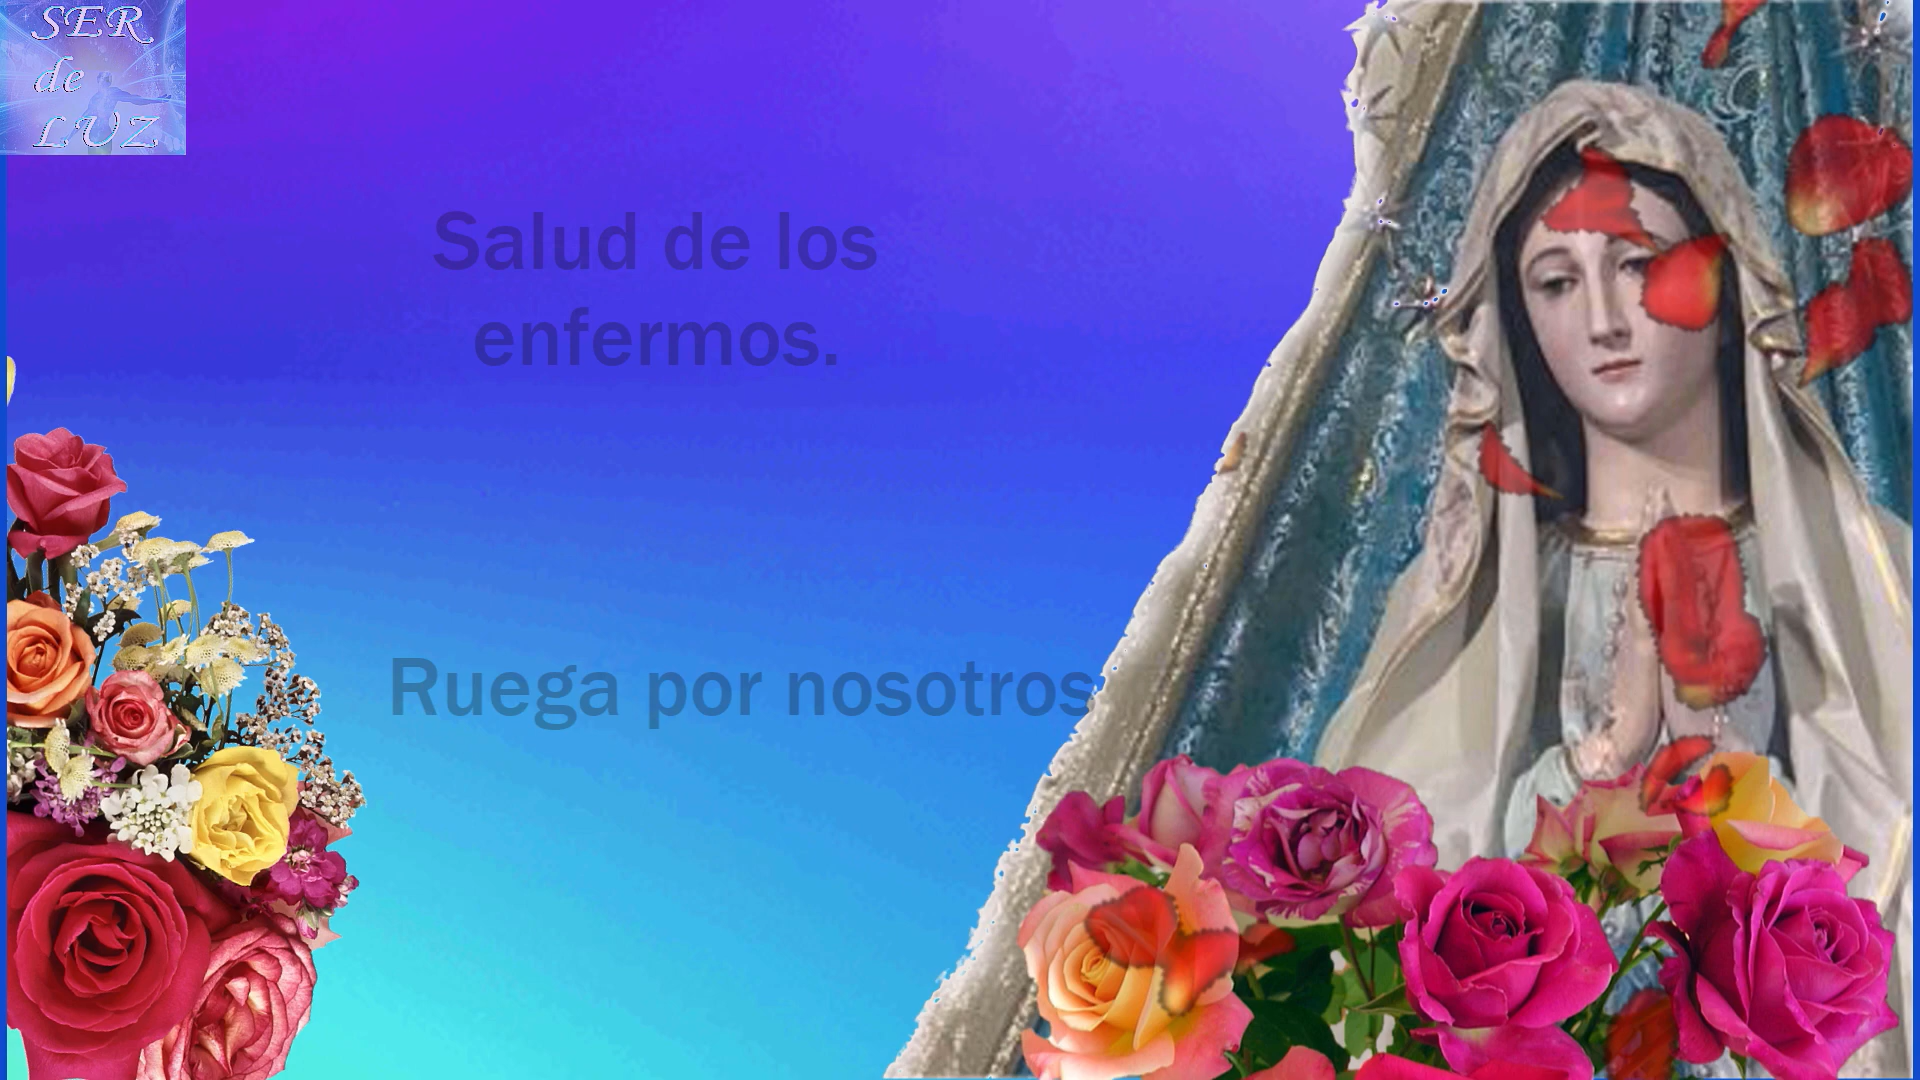 SER
de
LUZ
Salud de los
enfermos.
Ruega por nosotros